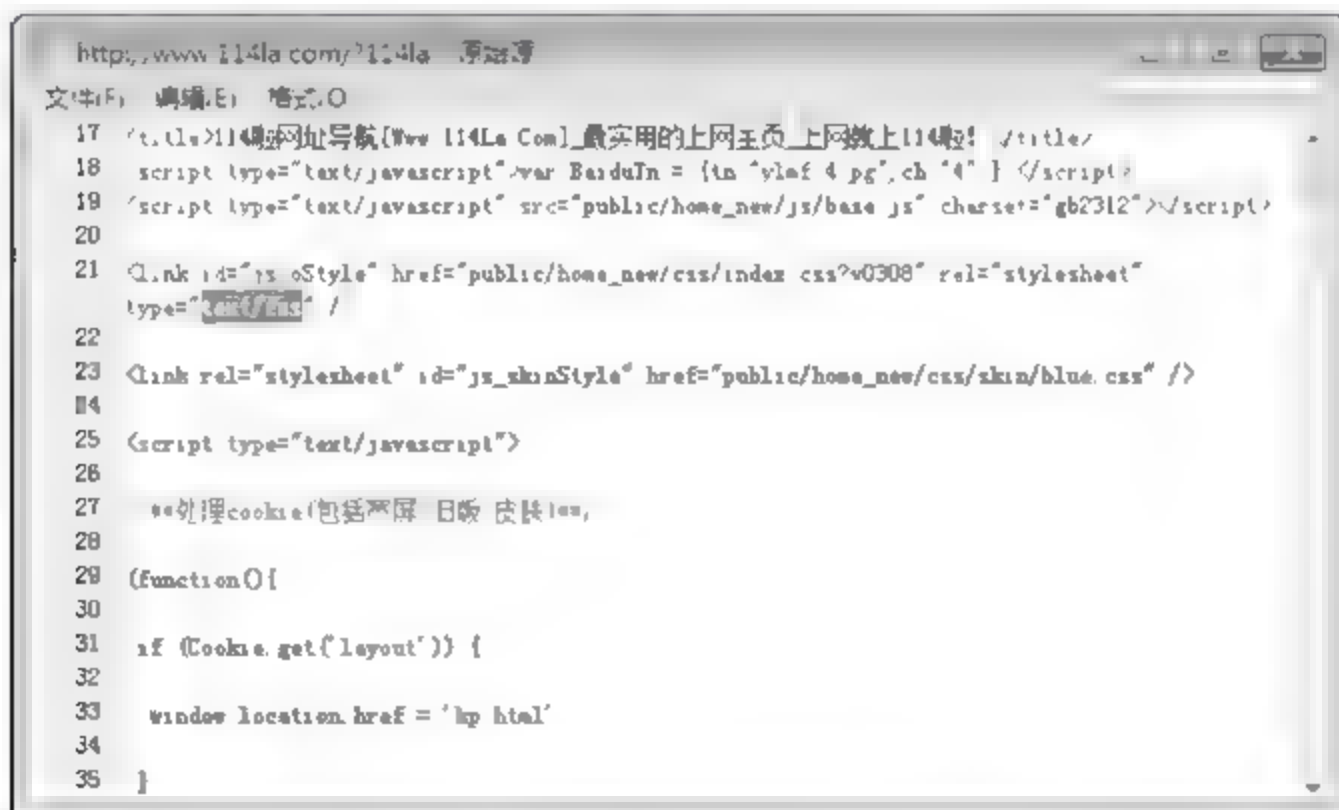 http://www.114la.com/?114la 原始源
文件(F) 编辑(E) 格式(O)
17 <title>114啦网址导航[Www 114La Com]_最实用的上网主页_上网数上114啦! </title>
18 <script type="text/javascript">var BaiduTn = {tn "ylmf 4 pg",ch "4" } </script>
19 <script type="text/javascript" src="public/home_new/js/base js" charset="gb2312"></script>
20
21 <link id="js_oStyle" href="public/home_new/css/index css?v0308" rel="stylesheet"
type="text/css" /
22
23 <link rel="stylesheet" id="js_skinStyle" href="public/home_new/css/skin/blue.css" />
24
25 <script type="text/javascript">
26
27 **处理cookie(包括 屏 旧版 皮肤)**
28
29 (function(){
30
31 if (Cookie.get('layout')) {
32
33 window location.href = 'kp html'
34
35 }